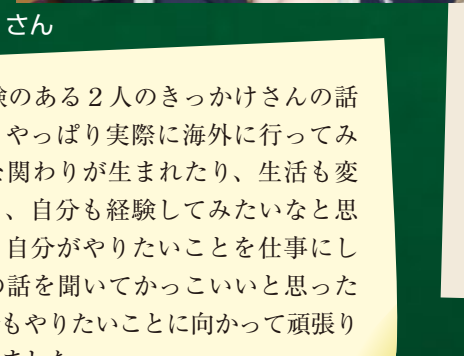 さん
験のある２人のきっかけさんの話
やっぱり実際に海外に行ってみ
関わりが生まれたり、生活も変
、自分も経験してみたいなと思
自分がやりたいことを仕事にし
の話を聞いてかっこいいと思った
もやりたいことに向かって頑張り
ました